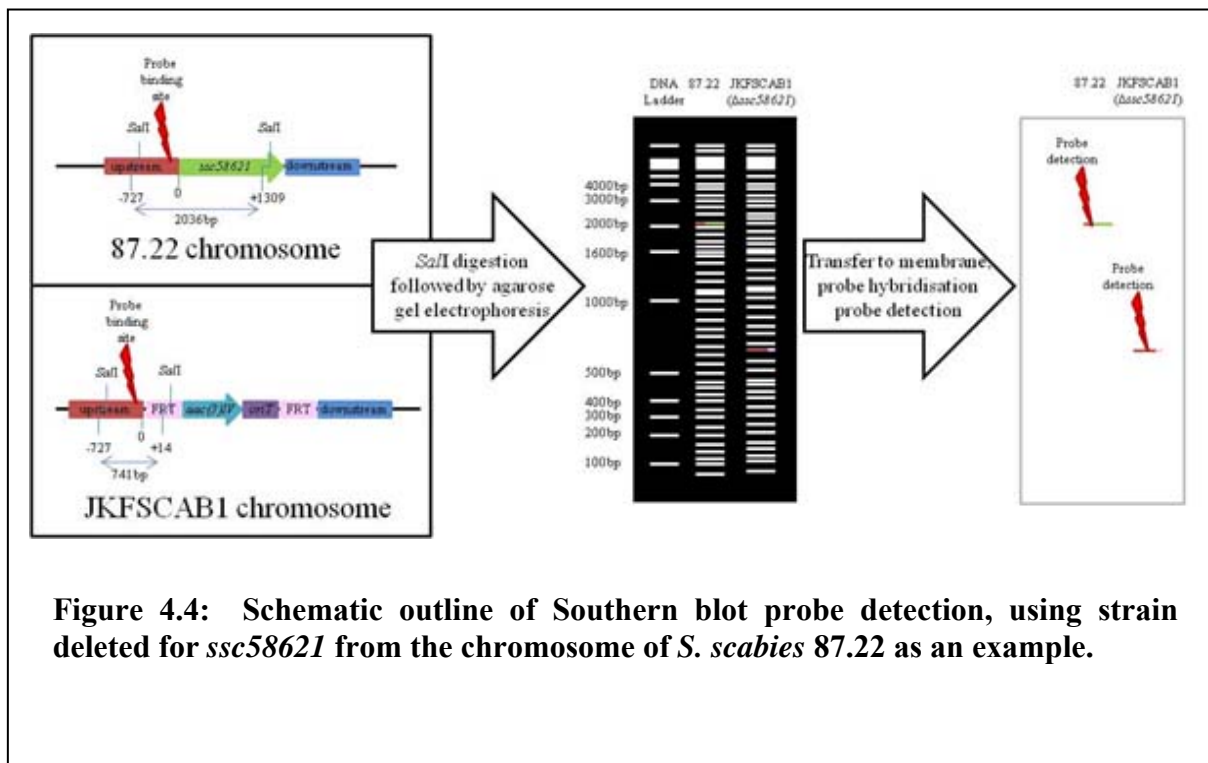 Probe
binding
site
SalI
SalI
upstream
ssc58621
downstream
-727
0
+1309
2036bp
87.22 chromosome
Probe
binding
site
SalI
SalI
upstream
FRT
aac(3)IV
oriT
FRT
downstream
-727
0
+14
741bp
JKFSCAB1 chromosome
SalI digestion
followed by agarose
gel electrophoresis
DNA 87.22 JKFSCAB1
Ladder (Δssc58621)
4000bp
3000bp
2000bp
1600bp
1000bp
500bp
400bp
300bp
200bp
100bp
Transfer to membrane,
probe hybridisation
probe detection
87.22 JKFSCAB1
(Δssc58621)
Probe
detection
Probe
detection
Figure 4.4: Schematic outline of Southern blot probe detection, using strain
deleted for ssc58621 from the chromosome of S. scabies 87.22 as an example.